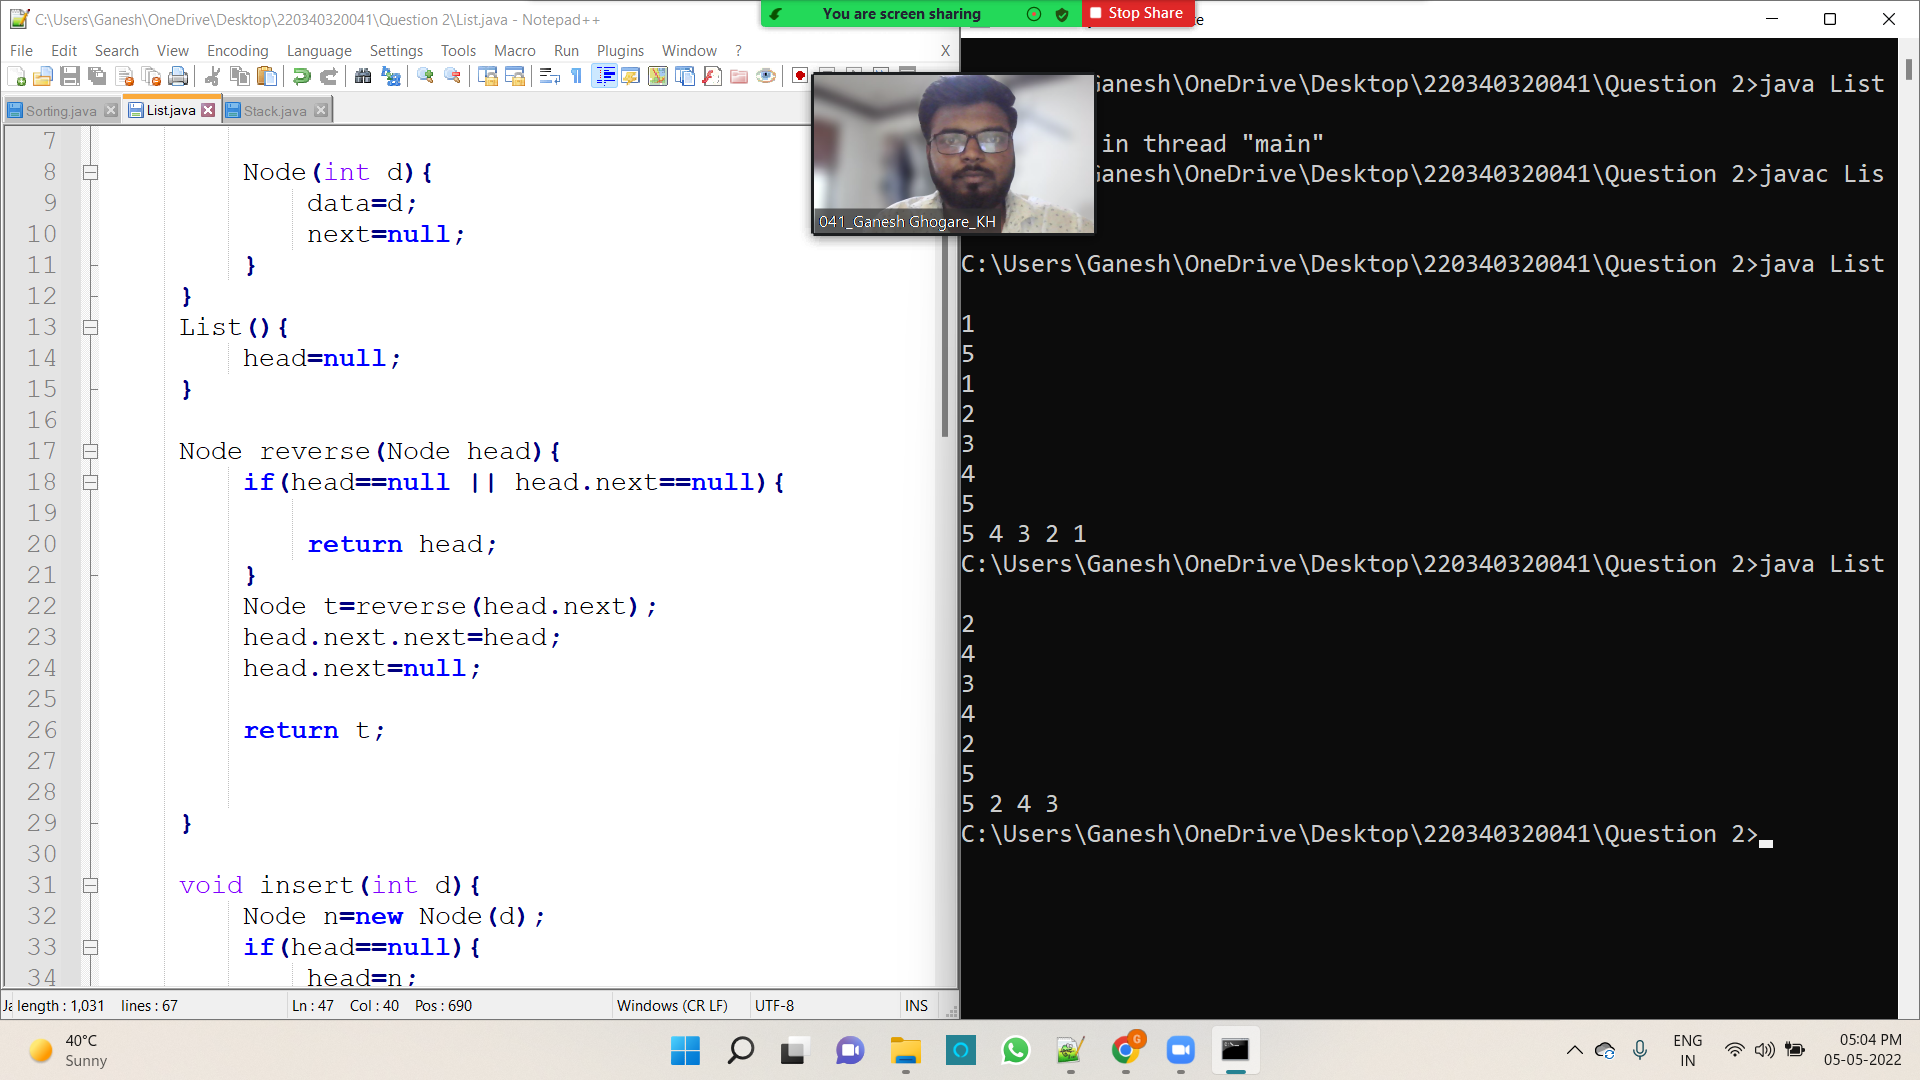 C:\Users\Ganesh\OneDrive\Desktop\220340320041\Question 2\List.java - Notepad++
You are screen sharing
Stop Share
File Edit Search View Encoding Language Settings Tools Macro Run Plugins Window ? X
Sorting.java List.java Stack.java
7
8 Node(int d){
9 data=d;
10 next=null;
11 }
12 }
13 List(){
14 head=null;
15 }
16
17 Node reverse(Node head){
18 if(head==null || head.next==null){
19
20 return head;
21 }
22 Node t=reverse(head.next);
23 head.next.next=head;
24 head.next=null;
25
26 return t;
27
28
29 }
30
31 void insert(int d){
32 Node n=new Node(d);
33 if(head==null){
34 head=n;
length : 1,031 lines : 67 Ln : 47 Col : 40 Pos : 690 Windows (CR LF) UTF-8 INS
041_Ganesh Ghogare_KH
Ganesh\OneDrive\Desktop\220340320041\Question 2>java List
in thread "main"
Ganesh\OneDrive\Desktop\220340320041\Question 2>javac Lis
C:\Users\Ganesh\OneDrive\Desktop\220340320041\Question 2>java List
1
5
1
2
3
4
5
5 4 3 2 1
C:\Users\Ganesh\OneDrive\Desktop\220340320041\Question 2>java List
2
4
3
4
2
5
5 2 4 3
C:\Users\Ganesh\OneDrive\Desktop\220340320041\Question 2>
40°C
Sunny
G
ENG
IN
05:04 PM
05-05-2022